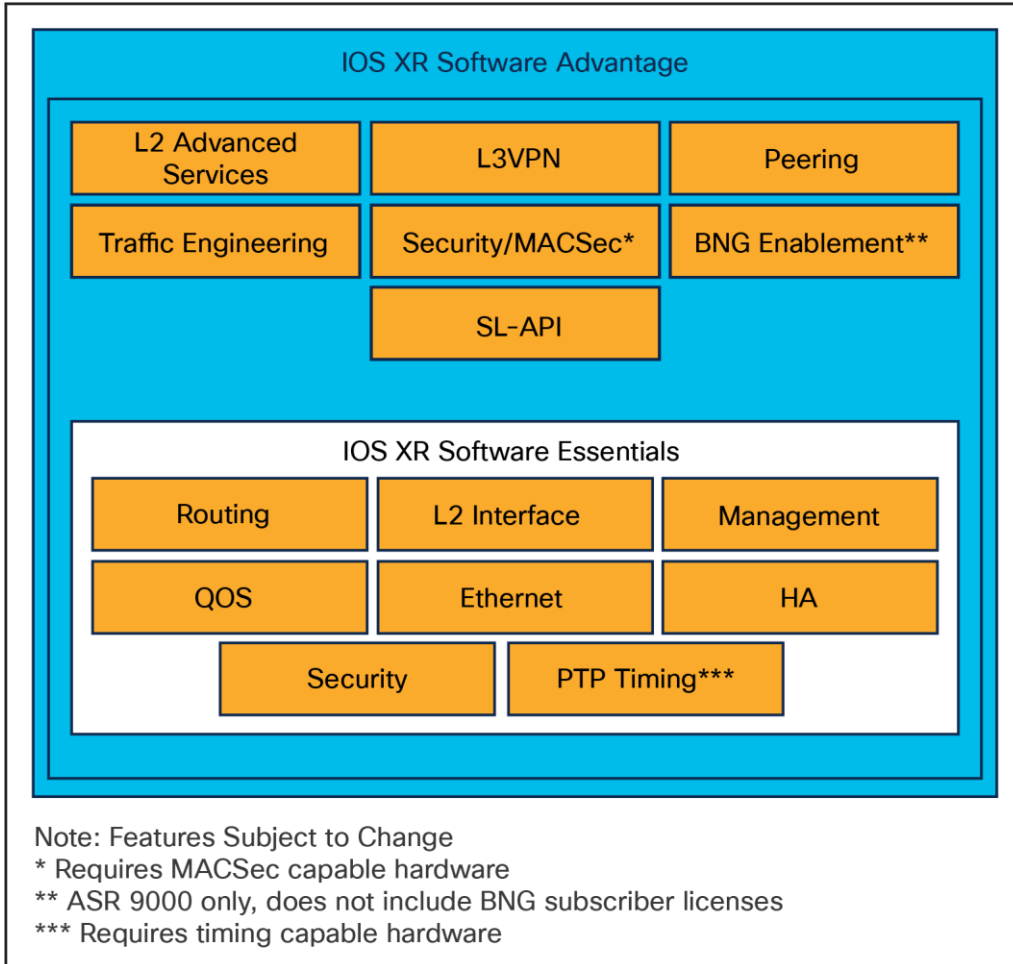 IOS XR Software Advantage
L2 Advanced
Services
L3VPN
Peering
Traffic Engineering
Security/MACSec*
BNG Enablement**
SL-API
IOS XR Software Essentials
Routing
L2 Interface
Management
QOS
Ethernet
HA
Security
PTP Timing***
Note: Features Subject to Change
* Requires MACSec capable hardware
** ASR 9000 only, does not include BNG subscriber licenses
*** Requires timing capable hardware